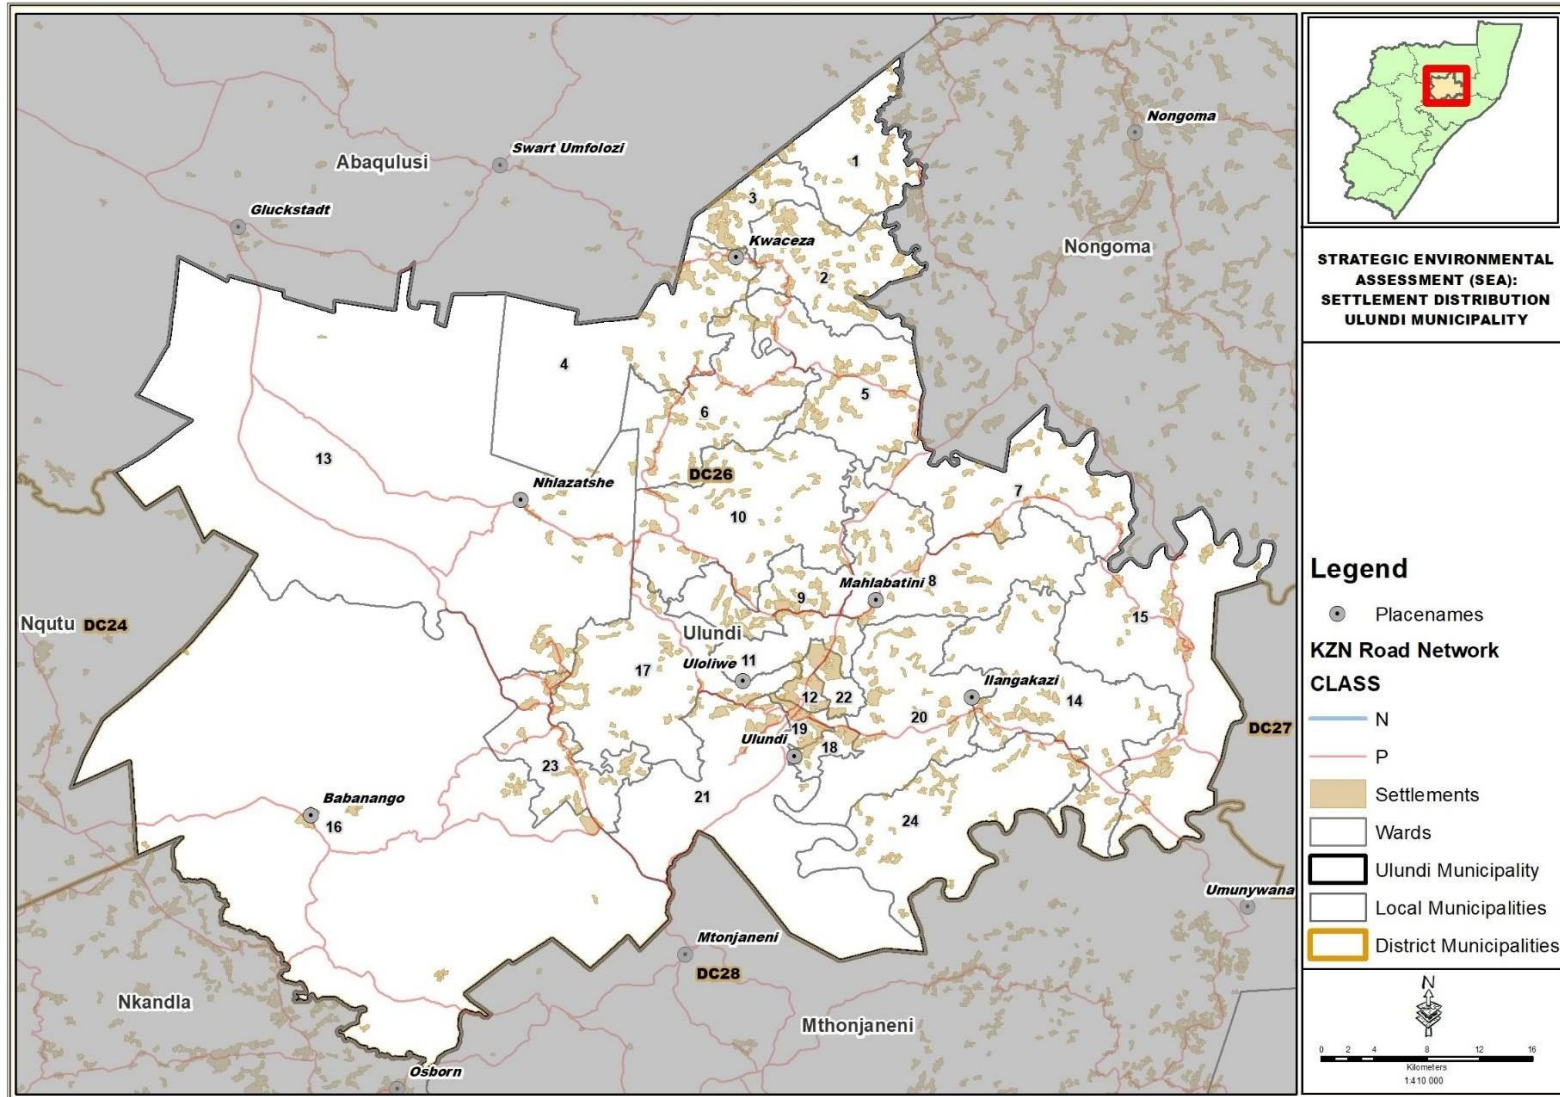 Nongoma
1
Swart Umfolozi
Abaqulusi
3
Gluckstadt
Nongoma
Kwaceza
2
4
5
6
13
DC26
Nhlazatshe
7
10
Mahlabatini
8
9
15
Nqutu DC24
Ulundi
11
17
Uloliwe
Ilangakazi
12
22
14
20
19
DC27
Ulundi
18
23
21
Babanango
16
24
Umunywana
Mtonjaneni
DC28
Nkandla
Mthonjaneni
Osborn
STRATEGIC ENVIRONMENTAL
ASSESSMENT (SEA):
SETTLEMENT DISTRIBUTION
ULUNDI MUNICIPALITY
Legend
Placenames
KZN Road Network
CLASS
N
P
Settlements
Wards
Ulundi Municipality
Local Municipalities
District Municipalities
N
0 2 4 8 12 16
Kilometers
1:410 000